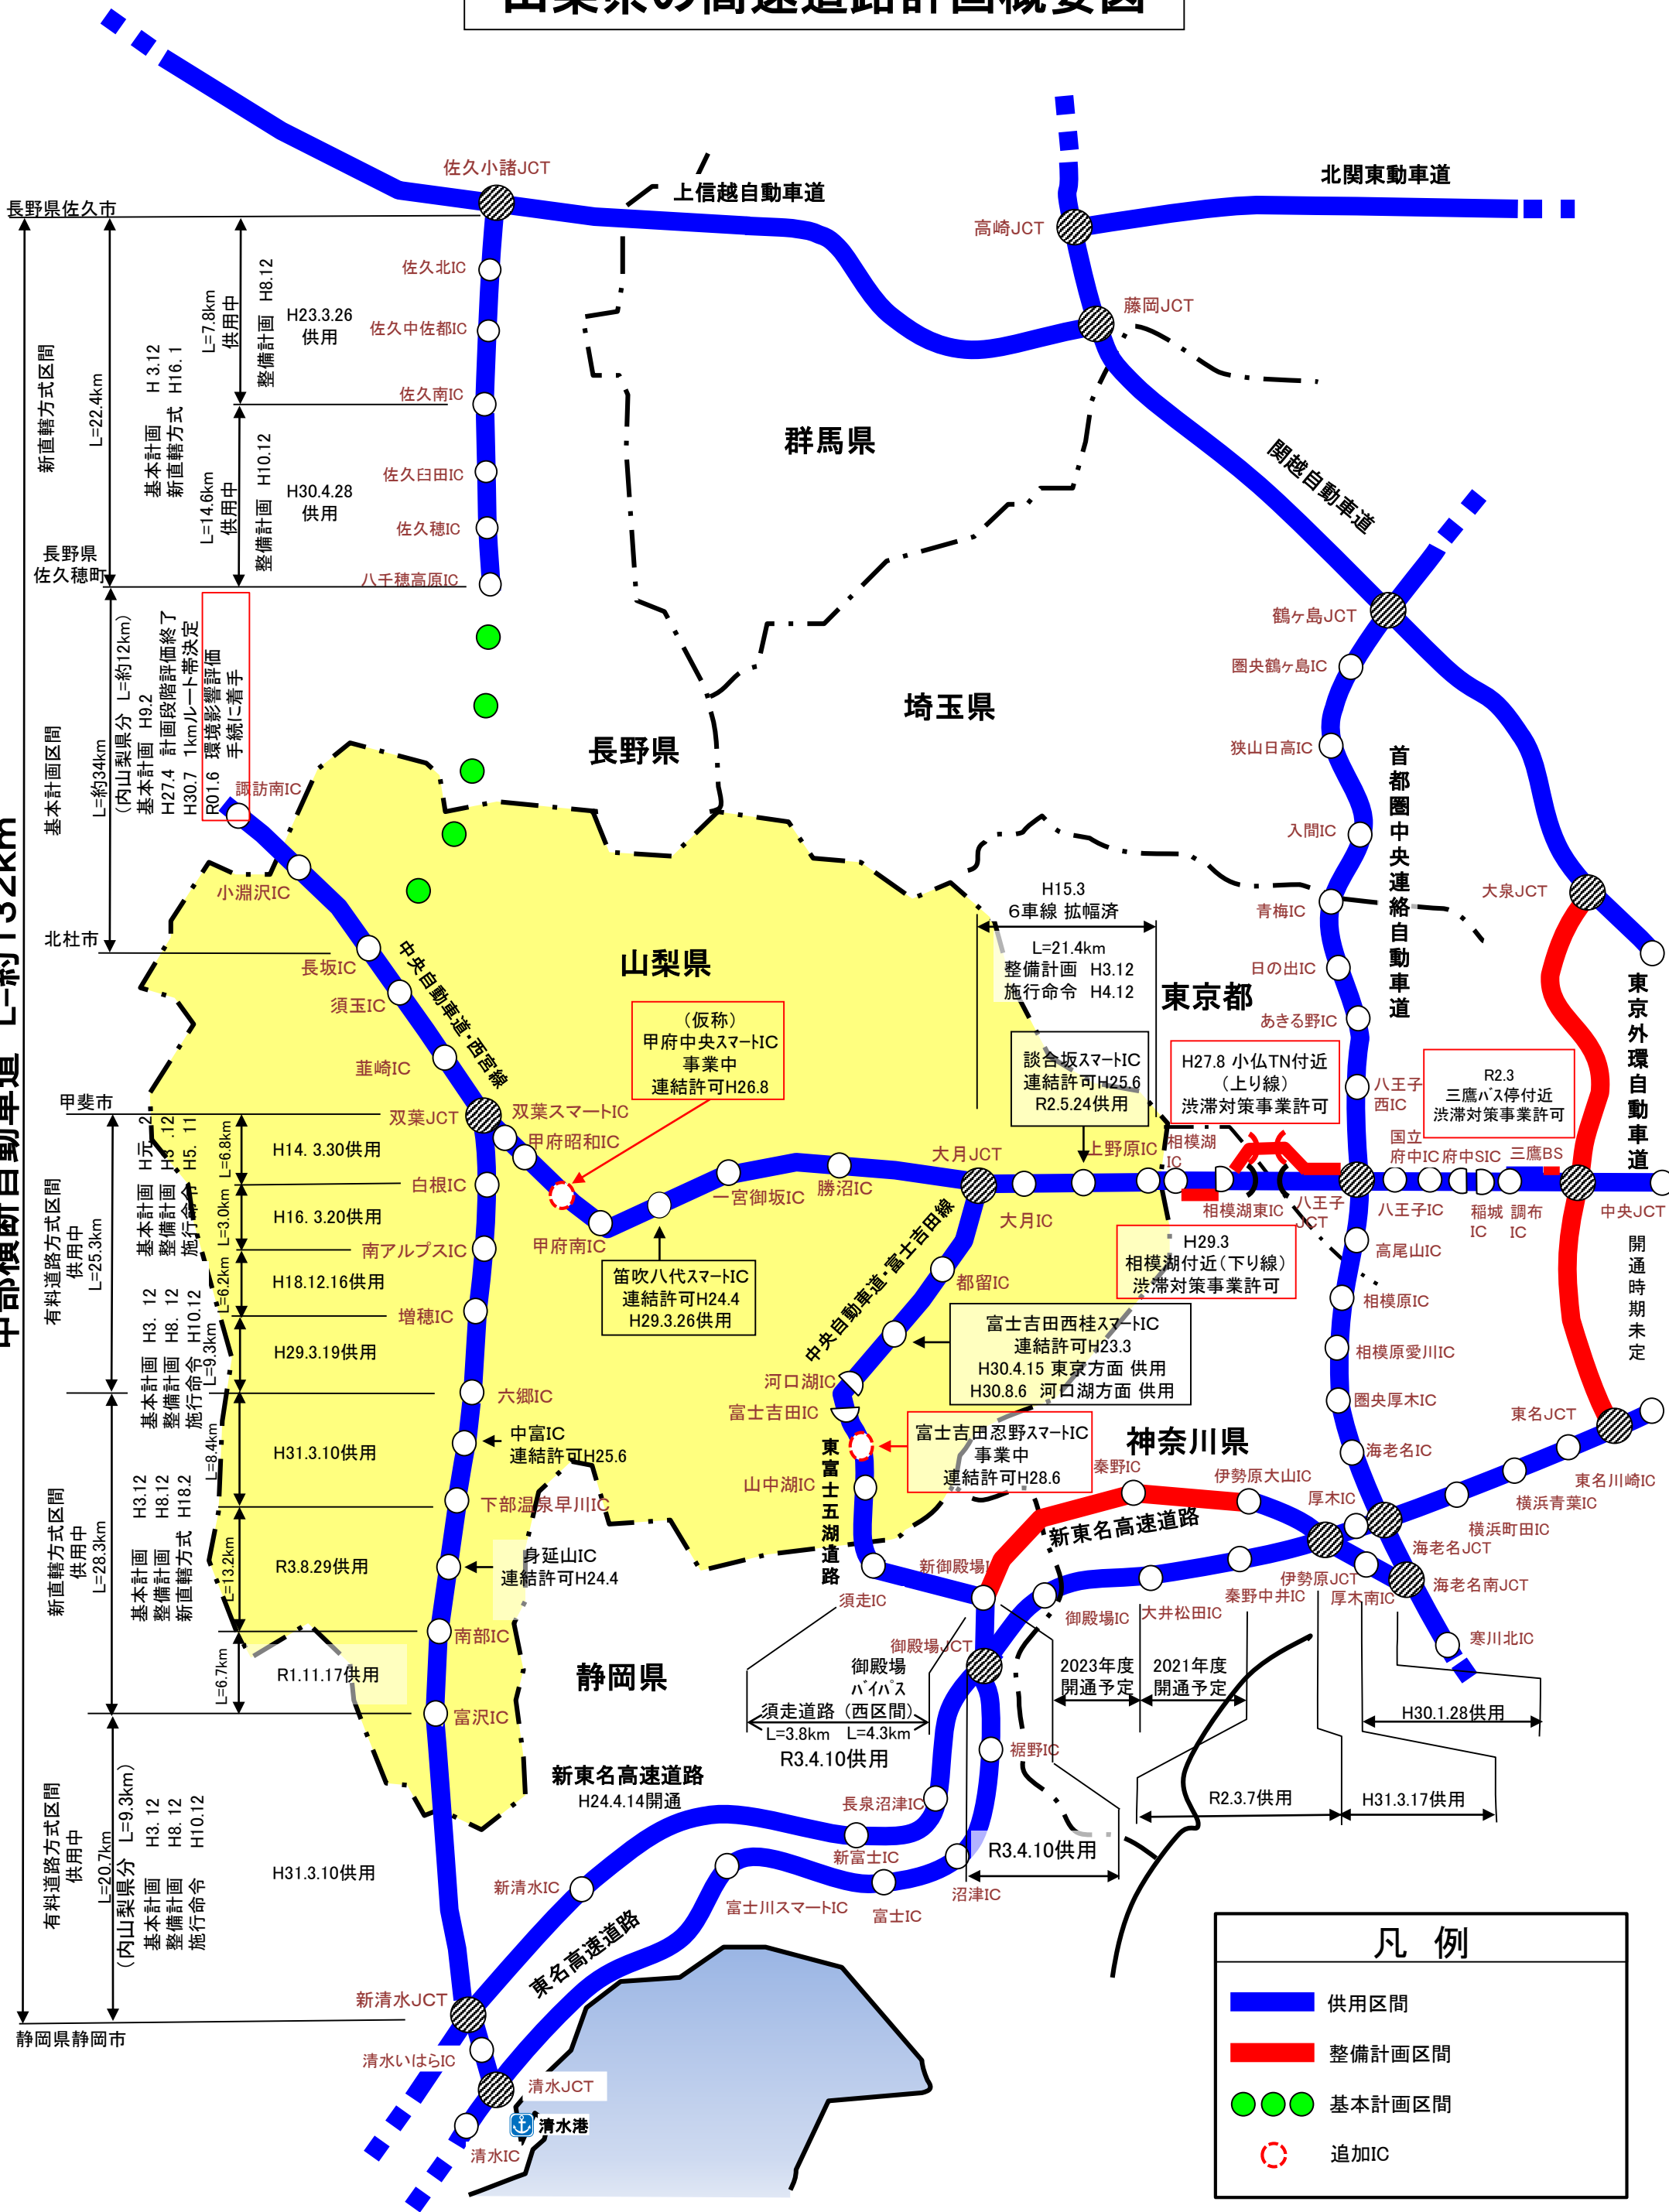 山梨県の高速道路計画概要図
佐久小諸JCT
上信越自動車道
北関東動車道
高崎JCT
藤岡JCT
関越自動車道
長野県佐久市
佐久北IC
佐久中佐都IC
佐久南IC
佐久臼田IC
佐久穂IC
八千穂高原IC
新直轄方式区間
L=22.4km
基本計画 H 3.12
新直轄方式 H16. 1
L=7.8km
供用中
整備計画 H8.12
H23.3.26
供用
L=14.6km
供用中
整備計画 H10.12
H30.4.28
供用
長野県
佐久穂町
中部横断自動車道 L=約132km
基本計画区間
L=約34km
(内山梨県分 L=約12km)
基本計画 H9.2
H27.4 計画段階評価終了
H30.7 1kmルート帯決定
R01.6 環境影響評価
手続に着手
群馬県
埼玉県
長野県
山梨県
東京都
神奈川県
静岡県
諏訪南IC
小淵沢IC
北杜市
長坂IC
須玉IC
韮崎IC
中央自動車道・西宮線
甲斐市
双葉JCT
双葉スマートIC
甲府昭和IC
(仮称)
甲府中央スマートIC
事業中
連結許可H26.8
甲府南IC
笛吹八代スマートIC
連結許可H24.4
H29.3.26供用
一宮御坂IC
勝沼IC
大月JCT
大月IC
H15.3
6車線 拡幅済
L=21.4km
整備計画 H3.12
施行命令 H4.12
談合坂スマートIC
連結許可H25.6
R2.5.24供用
上野原IC
相模湖
IC
H27.8 小仏TN付近
(上り線)
渋滞対策事業許可
相模湖東IC
H29.3
相模湖付近(下り線)
渋滞対策事業許可
八王子
JCT
八王子IC
国立
府中IC
府中SIC
稲城
IC
調布
IC
三鷹BS
R2.3
三鷹バス停付近
渋滞対策事業許可
中央JCT
開通時期未定
東京外環自動車道
大泉JCT
鶴ヶ島JCT
圏央鶴ヶ島IC
狭山日高IC
入間IC
青梅IC
日の出IC
あきる野IC
八王子
西IC
首都圏中央連絡自動車道
高尾山IC
相模原IC
相模原愛川IC
圏央厚木IC
海老名IC
東名JCT
東名川崎IC
横浜青葉IC
横浜町田IC
海老名JCT
海老名南JCT
寒川北IC
厚木IC
厚木南IC
伊勢原JCT
伊勢原大山IC
秦野IC
新東名高速道路
秦野中井IC
大井松田IC
御殿場IC
新御殿場I
御殿場JCT
須走IC
山中湖IC
東富士五湖道路
富士吉田忍野スマートIC
事業中
連結許可H28.6
富士吉田IC
河口湖IC
富士吉田西桂スマートIC
連結許可H23.3
H30.4.15 東京方面 供用
H30.8.6 河口湖方面 供用
都留IC
中央自動車道・富士吉田線
有料道路方式区間
供用中
L=25.3km
基本計画 H元. 2
整備計画 H3 .12
施行命令 H5. 11
L=6.8km
H14. 3.30供用
白根IC
L=3.0km
H16. 3.20供用
南アルプスIC
L=6.2km
H18.12.16供用
増穂IC
基本計画 H3. 12
整備計画 H8. 12
施行命令 H10.12
L=9.3km
H29.3.19供用
六郷IC
新直轄方式区間
供用中
L=28.3km
基本計画 H3.12
整備計画 H8.12
新直轄方式 H18.2
L=8.4km
H31.3.10供用
中富IC
連結許可H25.6
下部温泉早川IC
L=13.2km
R3.8.29供用
身延山IC
連結許可H24.4
南部IC
L=6.7km
R1.11.17供用
富沢IC
有料道路方式区間
供用中
L=20.7km
(内山梨県分 L=9.3km)
基本計画 H3. 12
整備計画 H8. 12
施行命令 H10.12
H31.3.10供用
新清水JCT
静岡県静岡市
清水いはらIC
清水JCT
清水港
清水IC
新清水IC
新東名高速道路
H24.4.14開通
東名高速道路
富士川スマートIC
新富士IC
富士IC
長泉沼津IC
沼津IC
裾野IC
御殿場
バイパス
須走道路 (西区間)
L=3.8km L=4.3km
R3.4.10供用
R3.4.10供用
2023年度
開通予定
2021年度
開通予定
R2.3.7供用
H31.3.17供用
H30.1.28供用
凡 例
供用区間
整備計画区間
基本計画区間
追加IC